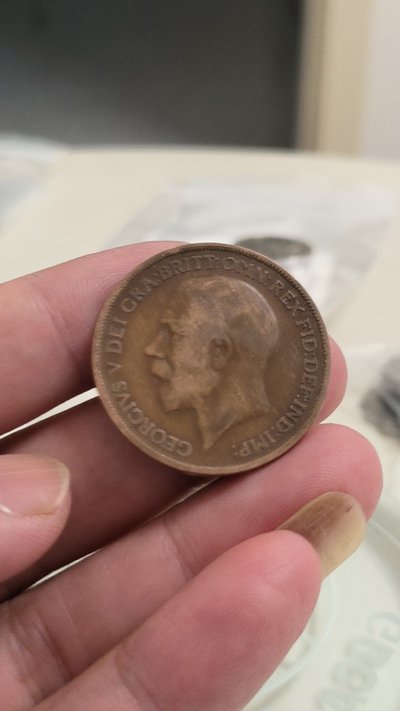 GEORGIVS V DEI GRA: BRITT: OMN: REX FID: DEF: IND: IMP: